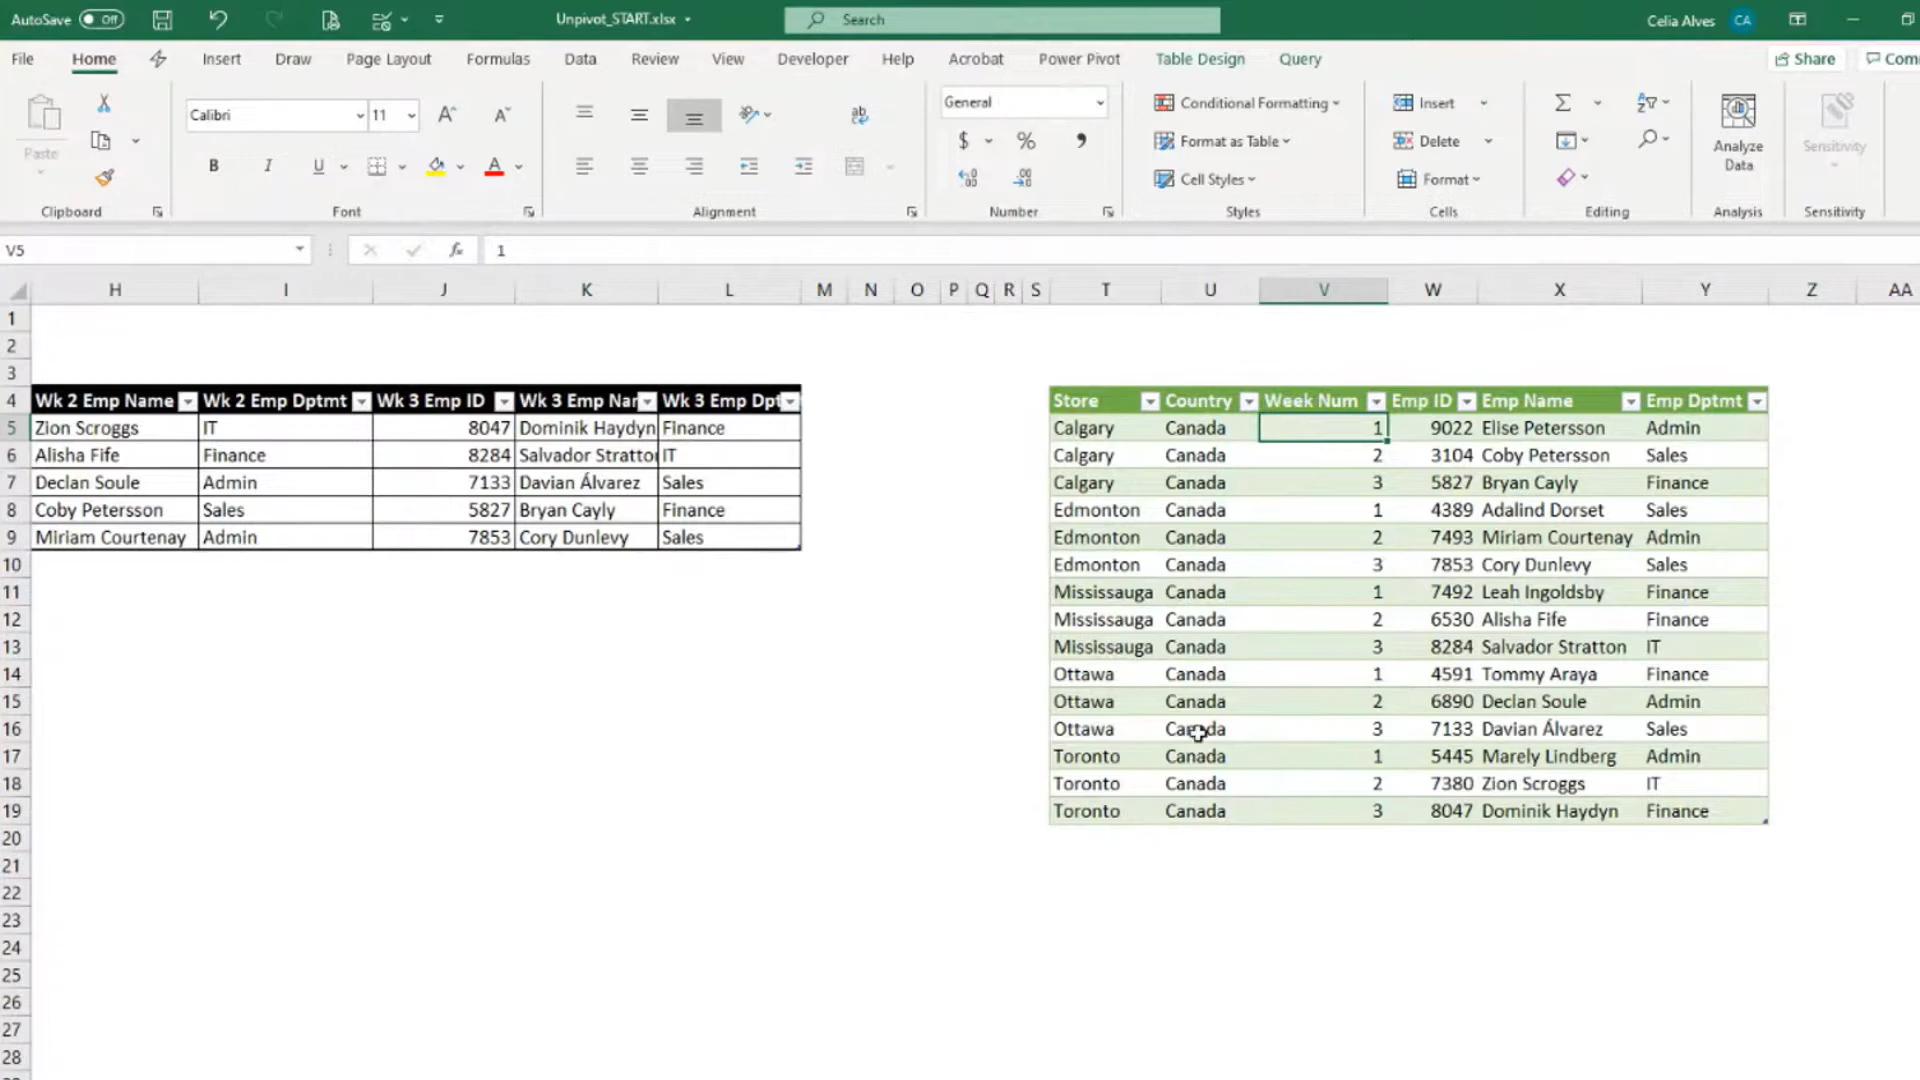 AutoSave Off Unpivot_START.xlsx Search Celia Alves CA
File Home Insert Draw Page Layout Formulas Data Review View Developer Help Acrobat Power Pivot Table Design Query Share Com
Paste Calibri 11 A A ab General Conditional Formatting Insert Σ Analyze Data Sensitivity
B I U A $ % , Format as Table Delete
Cell Styles Format
Clipboard Font Alignment Number Styles Cells Editing Analysis Sensitivity
V5 fx 1
H I J K L M N O P Q R S T U V W X Y Z AA
1
2
3
4 Wk 2 Emp Name Wk 2 Emp Dptmt Wk 3 Emp ID Wk 3 Emp Nar Wk 3 Emp Dpt Store Country Week Num Emp ID Emp Name Emp Dptmt
5 Zion Scroggs IT 8047 Dominik Haydyn Finance Calgary Canada 1 9022 Elise Petersson Admin
6 Alisha Fife Finance 8284 Salvador Stratto IT Calgary Canada 2 3104 Coby Petersson Sales
7 Declan Soule Admin 7133 Davian Álvarez Sales Calgary Canada 3 5827 Bryan Cayly Finance
8 Coby Petersson Sales 5827 Bryan Cayly Finance Edmonton Canada 1 4389 Adalind Dorset Sales
9 Miriam Courtenay Admin 7853 Cory Dunlevy Sales Edmonton Canada 2 7493 Miriam Courtenay Admin
10 Edmonton Canada 3 7853 Cory Dunlevy Sales
11 Mississauga Canada 1 7492 Leah Ingoldsby Finance
12 Mississauga Canada 2 6530 Alisha Fife Finance
13 Mississauga Canada 3 8284 Salvador Stratton IT
14 Ottawa Canada 1 4591 Tommy Araya Finance
15 Ottawa Canada 2 6890 Declan Soule Admin
16 Ottawa Canada 3 7133 Davian Álvarez Sales
17 Toronto Canada 1 5445 Marely Lindberg Admin
18 Toronto Canada 2 7380 Zion Scroggs IT
19 Toronto Canada 3 8047 Dominik Haydyn Finance
20
21
22
23
24
25
26
27
28